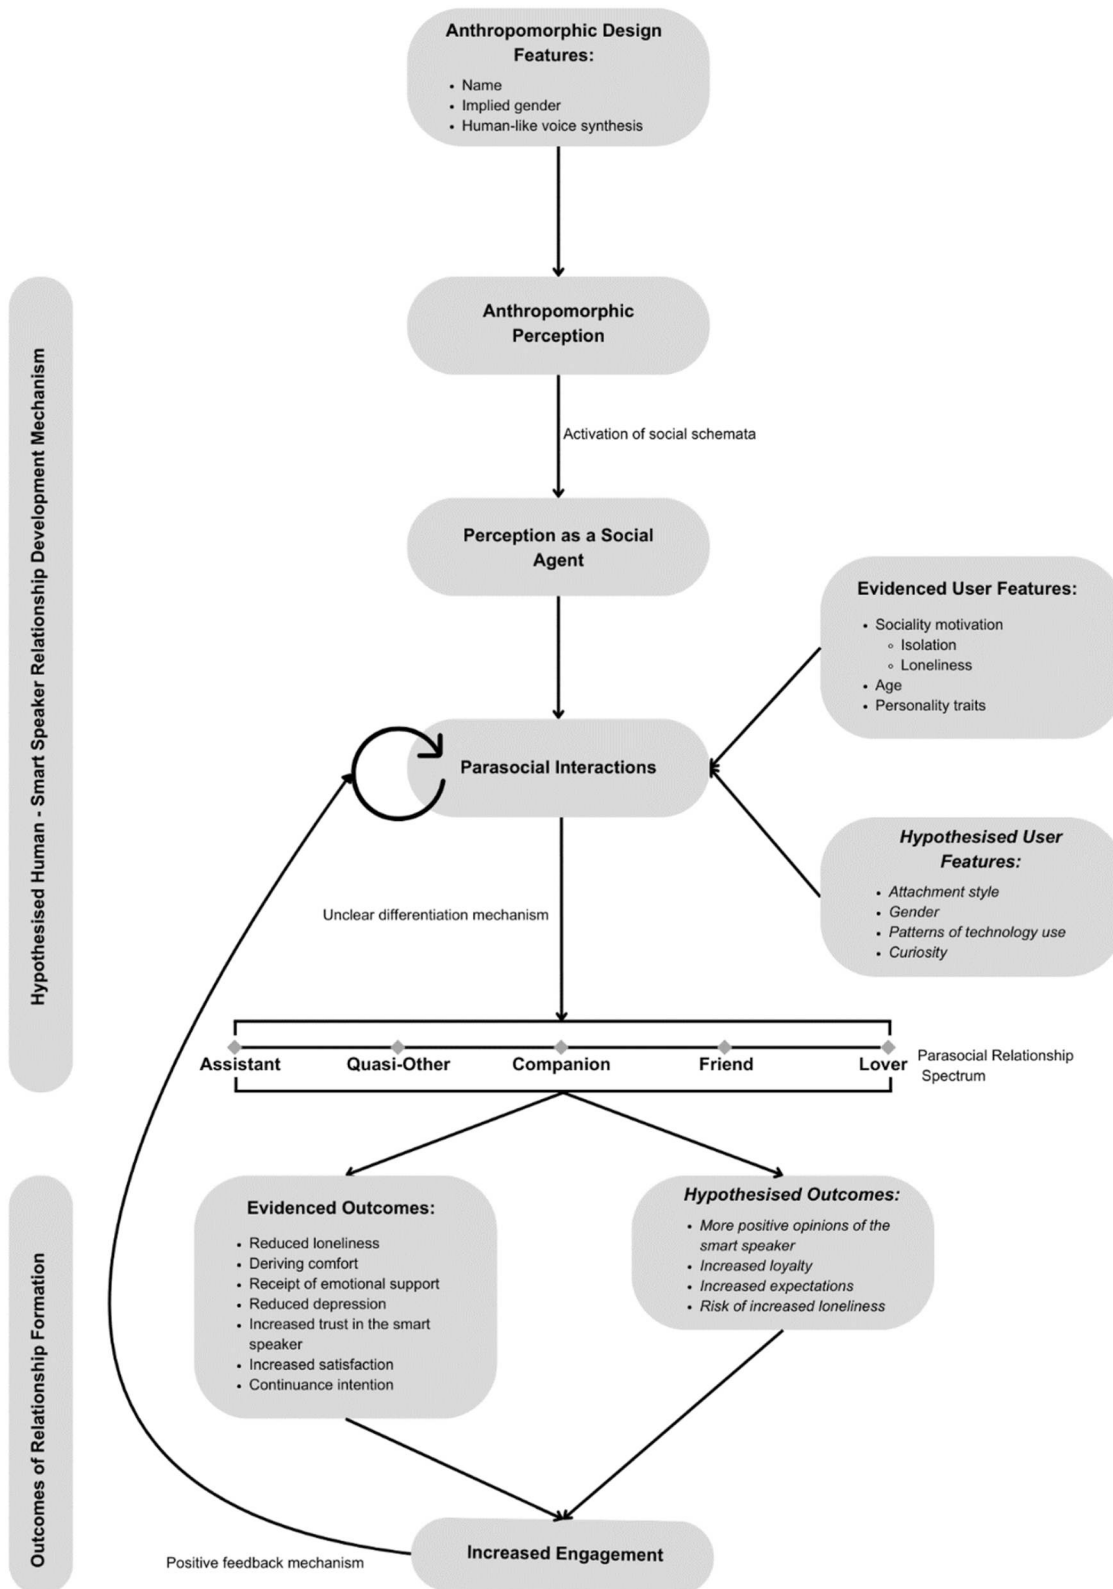 Anthropomorphic Design
Features:
• Name
• Implied gender
• Human-like voice synthesis
Hypothesised Human - Smart Speaker Relationship Development Mechanism
Anthropomorphic
Perception
Activation of social schemata
Perception as a Social
Agent
Evidenced User Features:
• Sociality motivation
◦ Isolation
◦ Loneliness
• Age
• Personality traits
Parasocial Interactions
Hypothesised User
Features:
• Attachment style
• Gender
• Patterns of technology use
• Curiosity
Unclear differentiation mechanism
Assistant
Quasi-Other
Companion
Friend
Lover
Parasocial Relationship
Spectrum
Outcomes of Relationship Formation
Evidenced Outcomes:
• Reduced loneliness
• Deriving comfort
• Receipt of emotional support
• Reduced depression
• Increased trust in the smart
speaker
• Increased satisfaction
• Continuance intention
Hypothesised Outcomes:
• More positive opinions of the
smart speaker
• Increased loyalty
• Increased expectations
• Risk of increased loneliness
Positive feedback mechanism
Increased Engagement